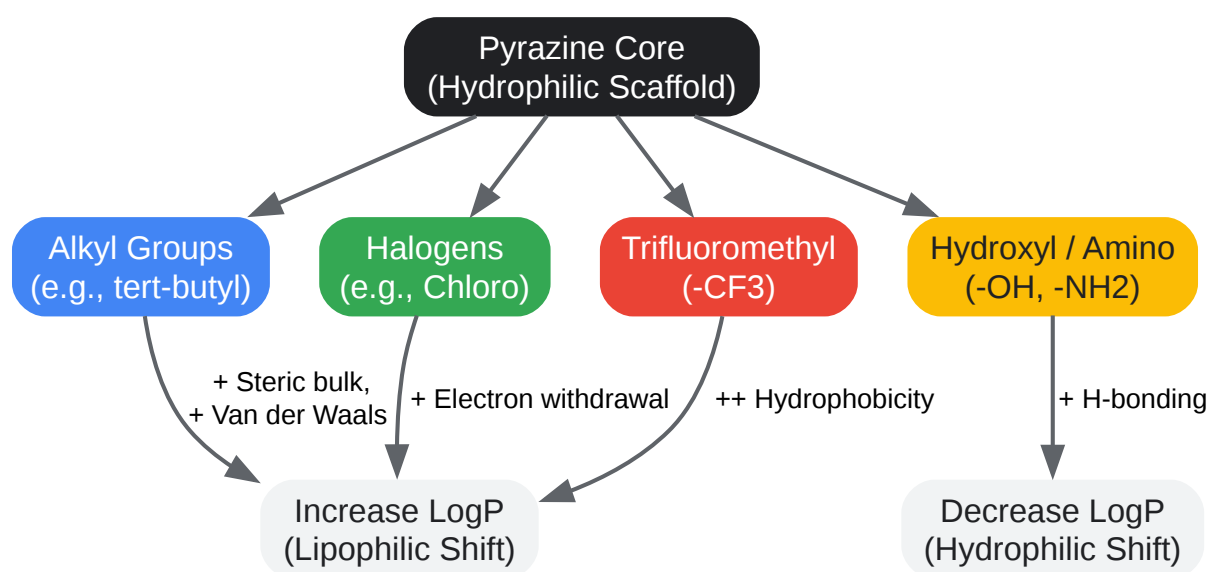 Pyrazine Core
(Hydrophilic Scaffold)
Alkyl Groups
(e.g., tert-butyl)
Halogens
(e.g., Chloro)
Trifluoromethyl
(-CF3)
Hydroxyl / Amino
(-OH, -NH2)
+ Steric bulk,
+ Van der Waals
+ Electron withdrawal
++ Hydrophobicity
+ H-bonding
Increase LogP
(Lipophilic Shift)
Decrease LogP
(Hydrophilic Shift)